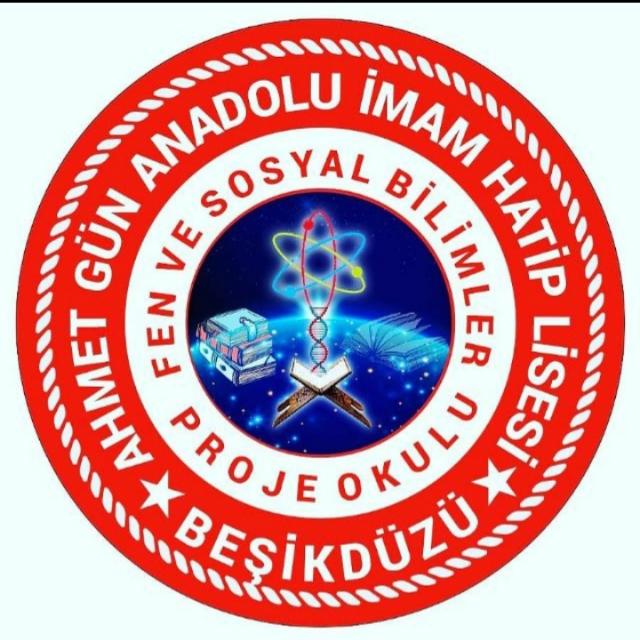 AHMET GÜN ANADOLU İMAM HATİP LİSESİ
BEŞİKDÜZÜ
FEN VE SOSYAL BİLİMLER
PROJE OKULU